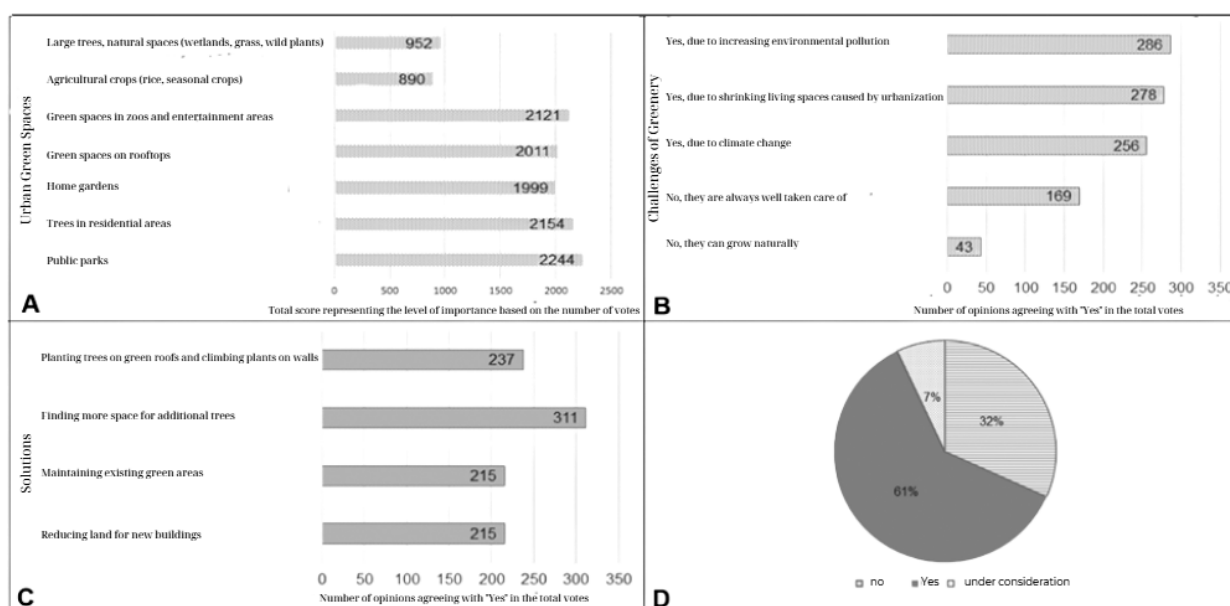 Urban Green Spaces
Large trees, natural spaces (wetlands, grass, wild plants)
952
Agricultural crops (rice, seasonal crops)
890
Green spaces in zoos and entertainment areas
2121
Green spaces on rooftops
2011
Home gardens
1999
Trees in residential areas
2154
Public parks
2244
0 500 1000 1500 2000 2500
A
Total score representing the level of importance based on the number of votes
Challenges of Greenery
Yes, due to increasing environmental pollution
286
Yes, due to shrinking living spaces caused by urbanization
278
Yes, due to climate change
256
No, they are always well taken care of
169
No, they can grow naturally
43
0 50 100 150 200 250 300 350
B
Number of opinions agreeing with "Yes" in the total votes
Solutions
Planting trees on green roofs and climbing plants on walls
237
Finding more space for additional trees
311
Maintaining existing green areas
215
Reducing land for new buildings
215
0 50 100 150 200 250 300 350
C
Number of opinions agreeing with "Yes" in the total votes
7%
32%
61%
no Yes under consideration
D